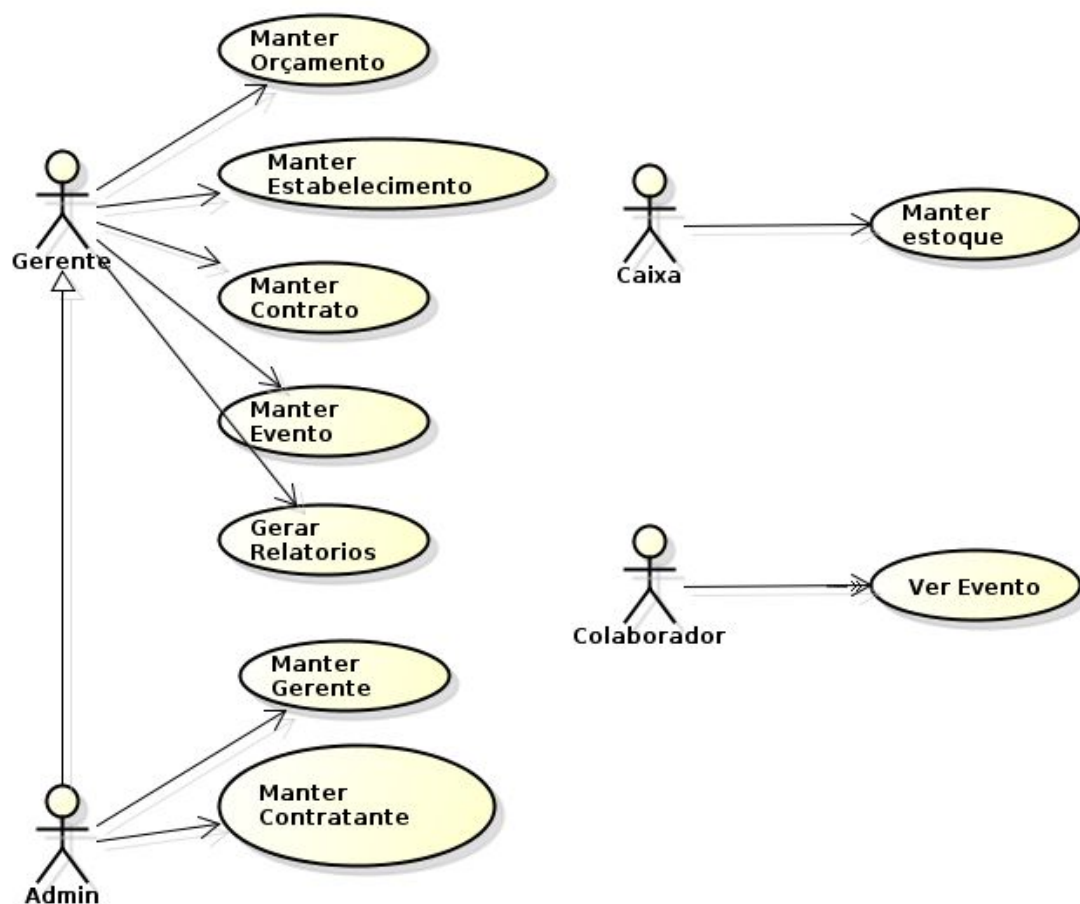 Manter
Orçamento
Manter
Estabelecimento
Gerente
Manter
Contrato
Manter
Evento
Gerar
Relatorios
Manter
Gerente
Manter
Contratante
Admin
Caixa
Manter
estoque
Colaborador
Ver Evento